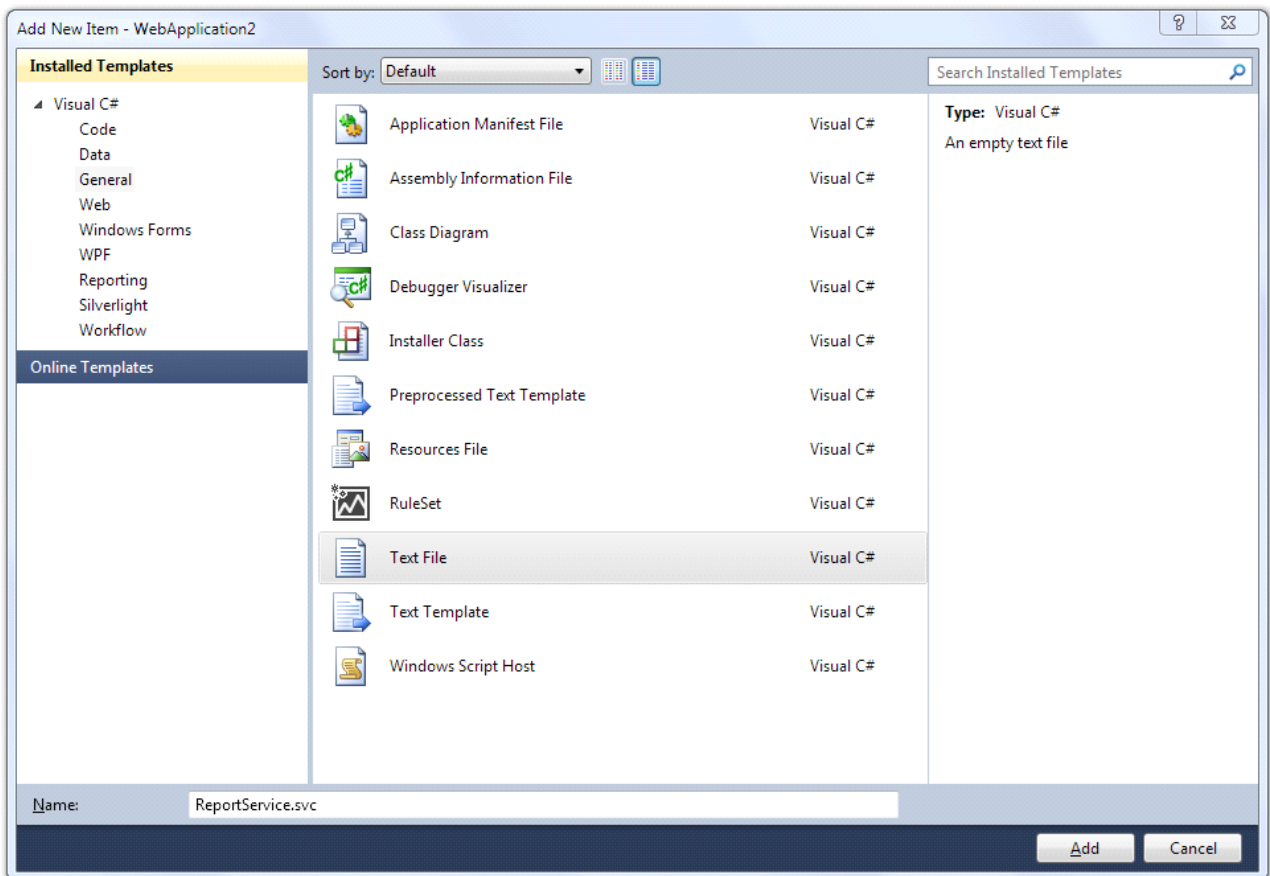 Add New Item - WebApplication2
Installed Templates
Sort by: Default
Search Installed Templates
Visual C#
Code
Data
General
Web
Windows Forms
WPF
Reporting
Silverlight
Workflow
Online Templates
Application Manifest File Visual C#
Assembly Information File Visual C#
Class Diagram Visual C#
Debugger Visualizer Visual C#
Installer Class Visual C#
Preprocessed Text Template Visual C#
Resources File Visual C#
RuleSet Visual C#
Text File Visual C#
Text Template Visual C#
Windows Script Host Visual C#
Type: Visual C#
An empty text file
Name: ReportService.svc
Add Cancel